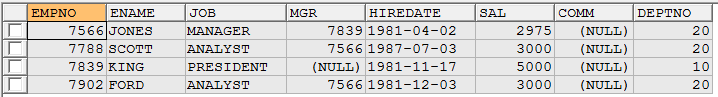 EMPNO ENAME JOB MGR HIREDATE SAL COMM DEPTNO
7566 JONES MANAGER 7839 1981-04-02 2975 (NULL) 20
7788 SCOTT ANALYST 7566 1987-07-03 3000 (NULL) 20
7839 KING PRESIDENT (NULL) 1981-11-17 5000 (NULL) 10
7902 FORD ANALYST 7566 1981-12-03 3000 (NULL) 20